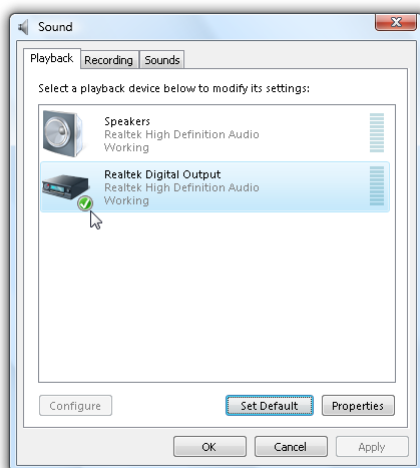 Sound
Playback Recording Sounds
Select a playback device below to modify its settings:
Speakers
Realtek High Definition Audio
Working
Realtek Digital Output
Realtek High Definition Audio
Working
Configure Set Default Properties
OK Cancel Apply